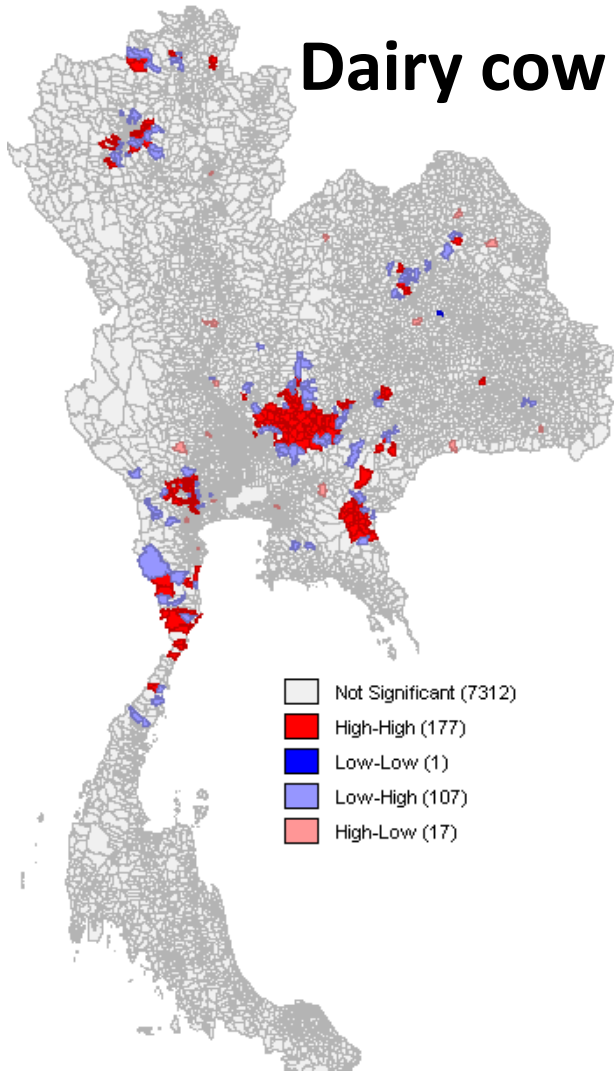 Dairy cow
Not Significant (7312)
High-High (177)
Low-Low (1)
Low-High (107)
High-Low (17)